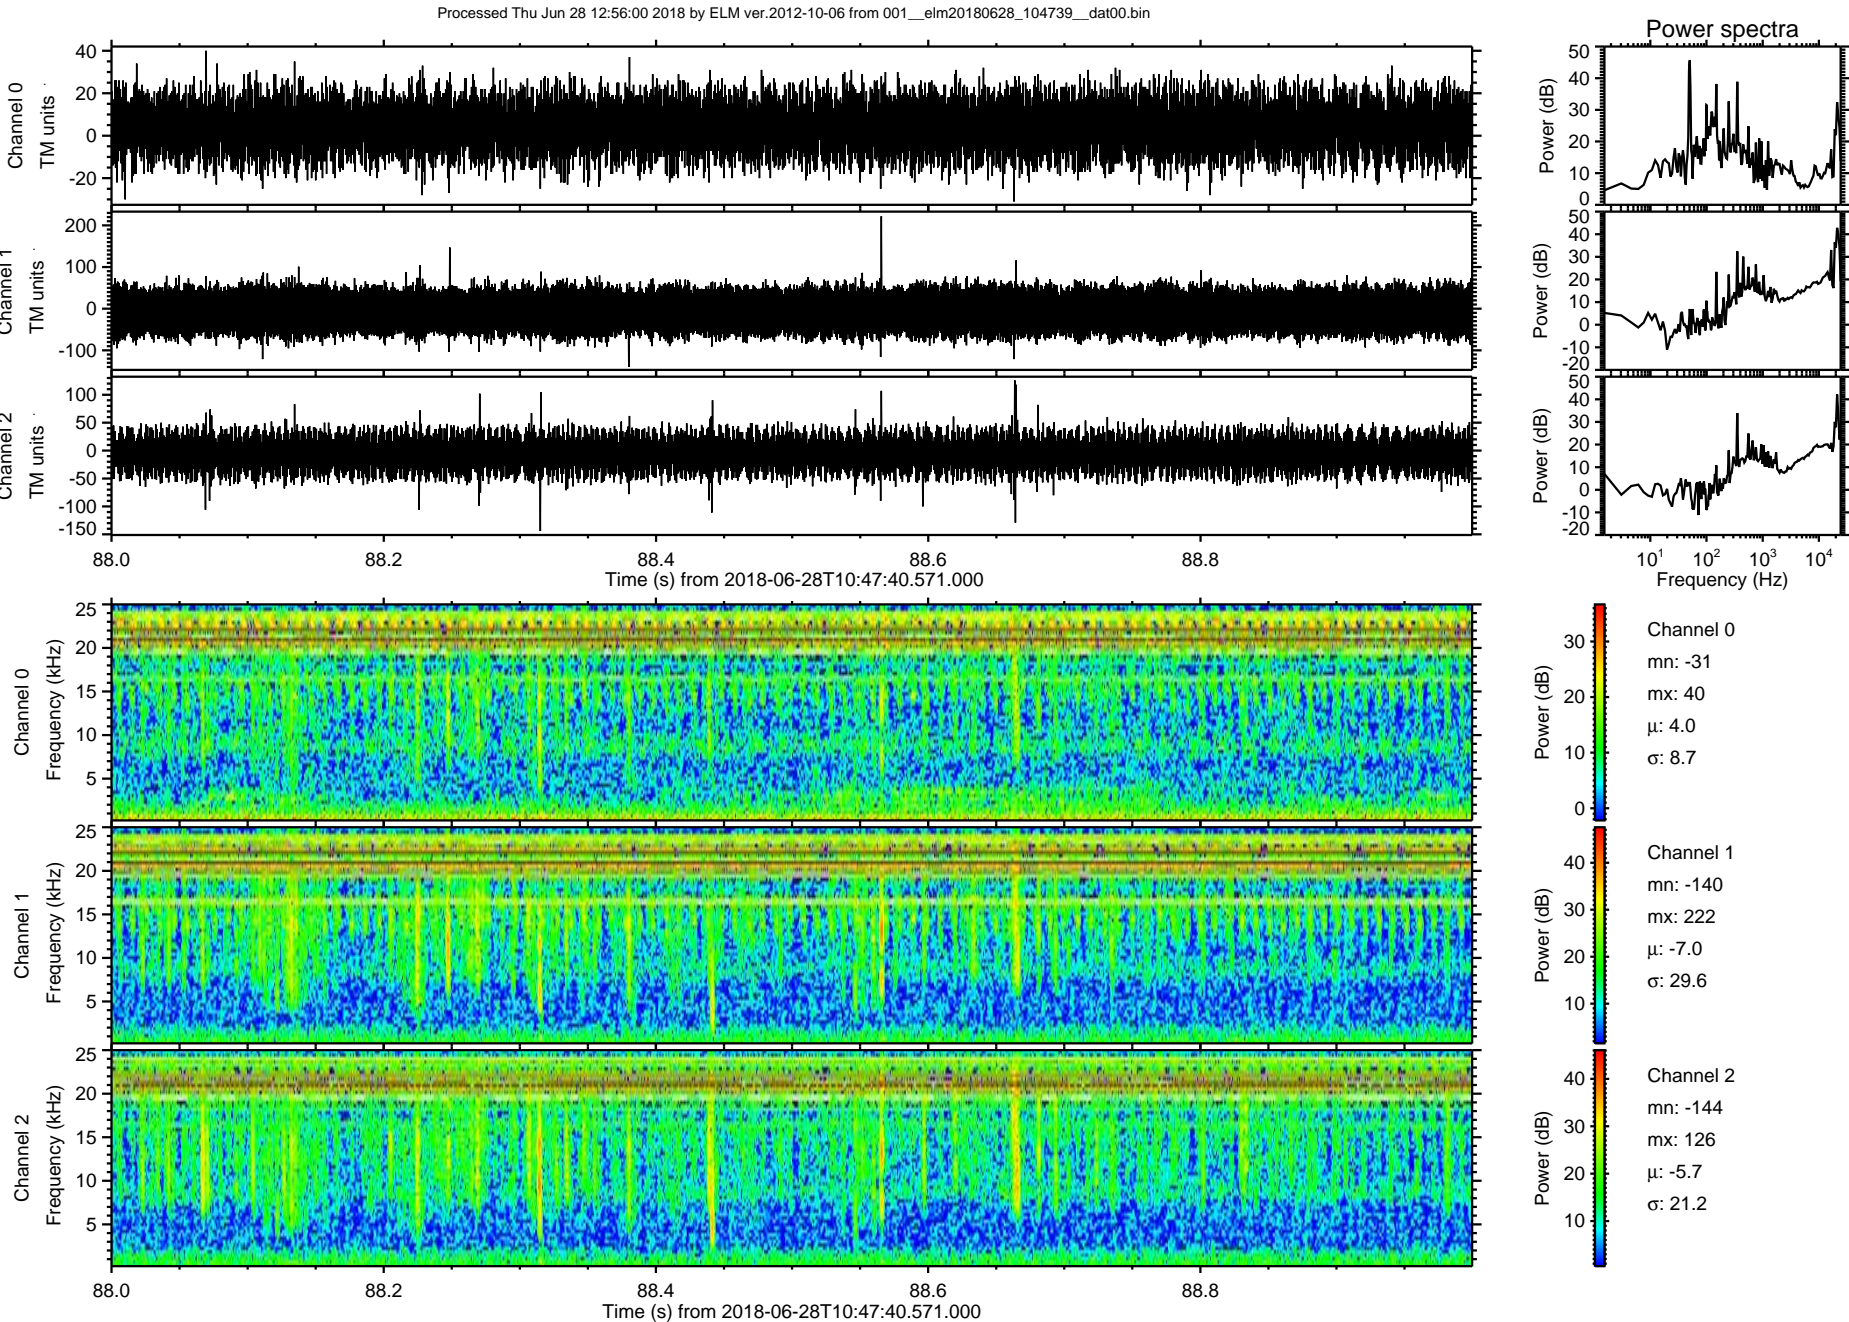 Processed Thu Jun 28 12:56:00 2018 by ELM ver.2012-10-06 from 001__elm20180628_104739__dat00.bin
Power spectra
Channel 0
TM units
40
20
0
-20
Power (dB)
50
40
30
20
10
0
Channel 1
TM units
200
100
0
-100
Power (dB)
50
40
30
20
10
0
-10
-20
Channel 2
TM units
100
50
0
-50
-100
-150
Power (dB)
50
40
30
20
10
0
-10
-20
88.0 88.2 88.4 88.6 88.8
Time (s) from 2018-06-28T10:47:40.571.000
10¹ 10² 10³ 10⁴
Frequency (Hz)
Channel 0
Frequency (kHz)
25
20
15
10
5
Power (dB)
30
20
10
0
Channel 0
mn: -31
mx: 40
μ: 4.0
σ: 8.7
Channel 1
Frequency (kHz)
25
20
15
10
5
Power (dB)
40
30
20
10
Channel 1
mn: -140
mx: 222
μ: -7.0
σ: 29.6
Channel 2
Frequency (kHz)
25
20
15
10
5
Power (dB)
40
30
20
10
Channel 2
mn: -144
mx: 126
μ: -5.7
σ: 21.2
88.0 88.2 88.4 88.6 88.8
Time (s) from 2018-06-28T10:47:40.571.000